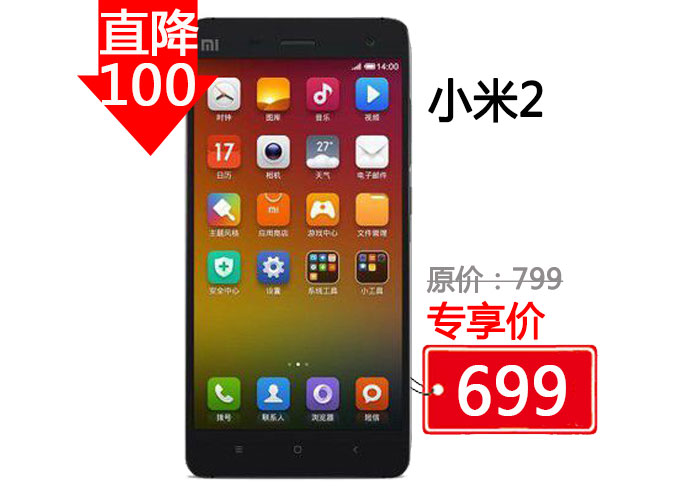 直降
100
MI
14:00
时钟 图库 音乐 视频
17 27°
日历 相机 天气 电子邮件
mi
主题风格 应用商店 游戏中心 文件管理
安全中心 设置 系统工具 小工具
拨号 联系人 浏览器 短信
小米2
原价：799
专享价
699